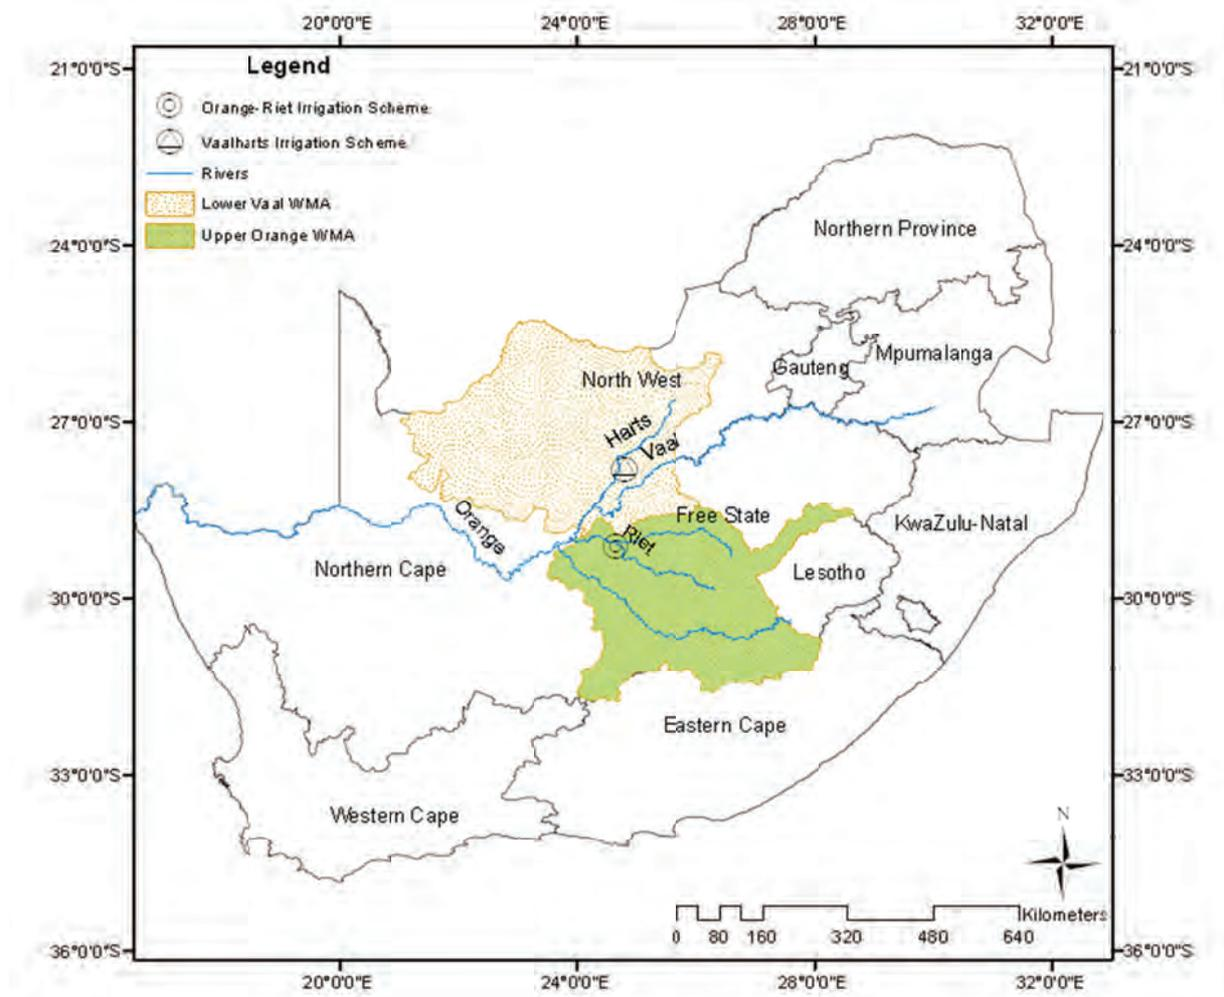 20°0'0"E 24°0'0"E 28°0'0"E 32°0'0"E
21°0'0"S 21°0'0"S
Legend
Orange-Riet Irrigation Scheme
Vaalharts Irrigation Scheme
Rivers
Lower Vaal WMA
Upper Orange WMA
Northern Province
24°0'0"S 24°0'0"S
Mpumalanga
Gauteng
North West
27°0'0"S 27°0'0"S
Harts
Vaal
Orange
Free State
KwaZulu-Natal
Riet
Northern Cape
Lesotho
30°0'0"S 30°0'0"S
Eastern Cape
33°0'0"S 33°0'0"S
Western Cape
N
Kilometers
0 80 160 320 480 640
36°0'0"S 36°0'0"S
20°0'0"E 24°0'0"E 28°0'0"E 32°0'0"E